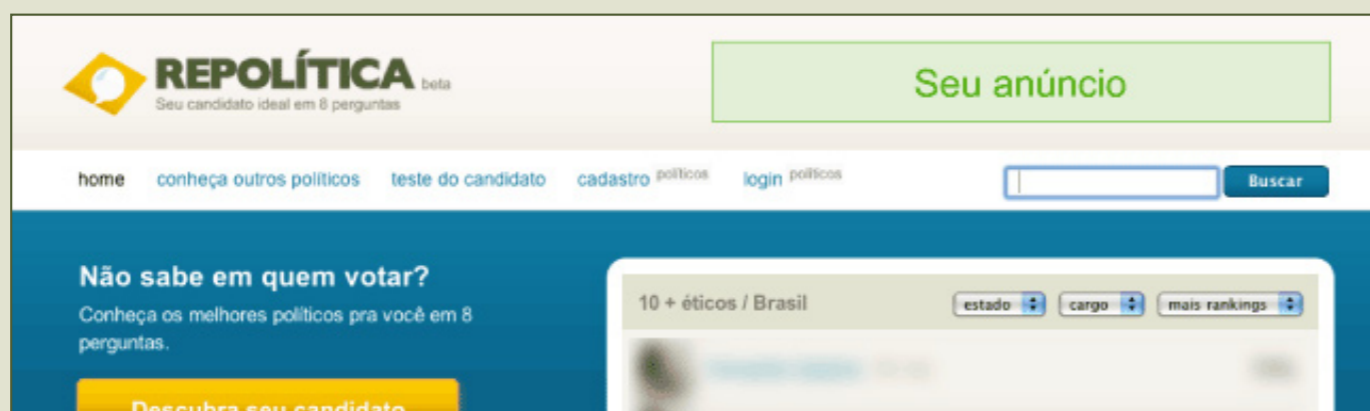 REPOLÍTICA beta
Seu candidato ideal em 8 perguntas
Seu anúncio
home conheça outros políticos teste do candidato cadastro políticos login políticos Buscar
Não sabe em quem votar?
Conheça os melhores políticos pra você em 8
perguntas.
Descubra seu candidato
10 + éticos / Brasil estado cargo mais rankings